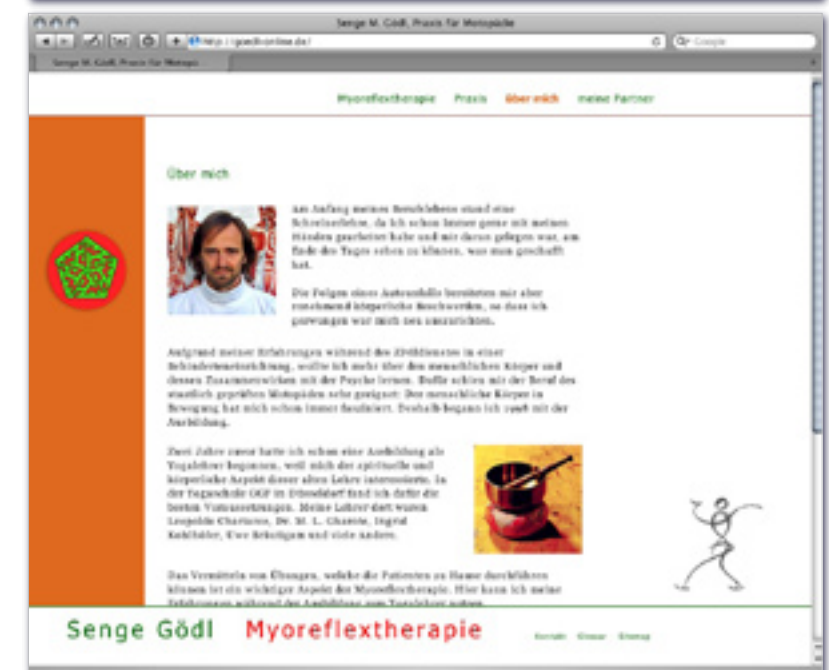 Senge M. Gödl, Praxis für Motopädie
Google
Senge M. Gödl, Praxis für Motopä
Myoreflextherapie Praxis über mich meine Partner
Über mich
Am Anfang meines Berufslebens stand eine
Schreinerlehre, da ich schon immer gerne mit meinen
Händen gearbeitet habe und mir daran gelegen war, am
Ende des Tages sehen zu können, was man geschafft
hat.
Die Folgen eines Autounfalls bereiteten mir aber
zunehmend körperliche Beschwerden, so dass ich
gezwungen war mich neu auszurichten.
Aufgrund meiner Erfahrungen während des Zivildienstes in einer
Behinderteneinrichtung, wollte ich mehr über den menschlichen Körper und
dessen Zusammenwirken mit der Psyche lernen. Dafür schien mir der Beruf des
staatlich geprüften Motopäden sehr geeignet: Der menschliche Körper in
Bewegung hat mich schon immer fasziniert. Deshalb begann ich 1998 mit der
Ausbildung.
Zwei Jahre zuvor hatte ich schon eine Ausbildung als
Yogalehrer begonnen, weil mich der spirituelle und
körperliche Aspekt dieser alten Lehre interessierte. In
der Yogaschule GGF in Düsseldorf fand ich dafür die
besten Voraussetzungen. Meine Lehrer dort waren
Leopoldo Chariarse, Dr. M. L. Gharote, Ingrid
Uwe Bräutigam und viele andere.
Das Vermitteln von Übungen, welche die Patienten zu Hause durchführen
können ist ein wichtiger Aspekt der Myoreflextherapie. Hier kann ich meine
Erfahrungen während der Ausbildung zum Yogalehrer nutzen.
Senge Gödl Myoreflextherapie
Kontakt Glossar Sitemap